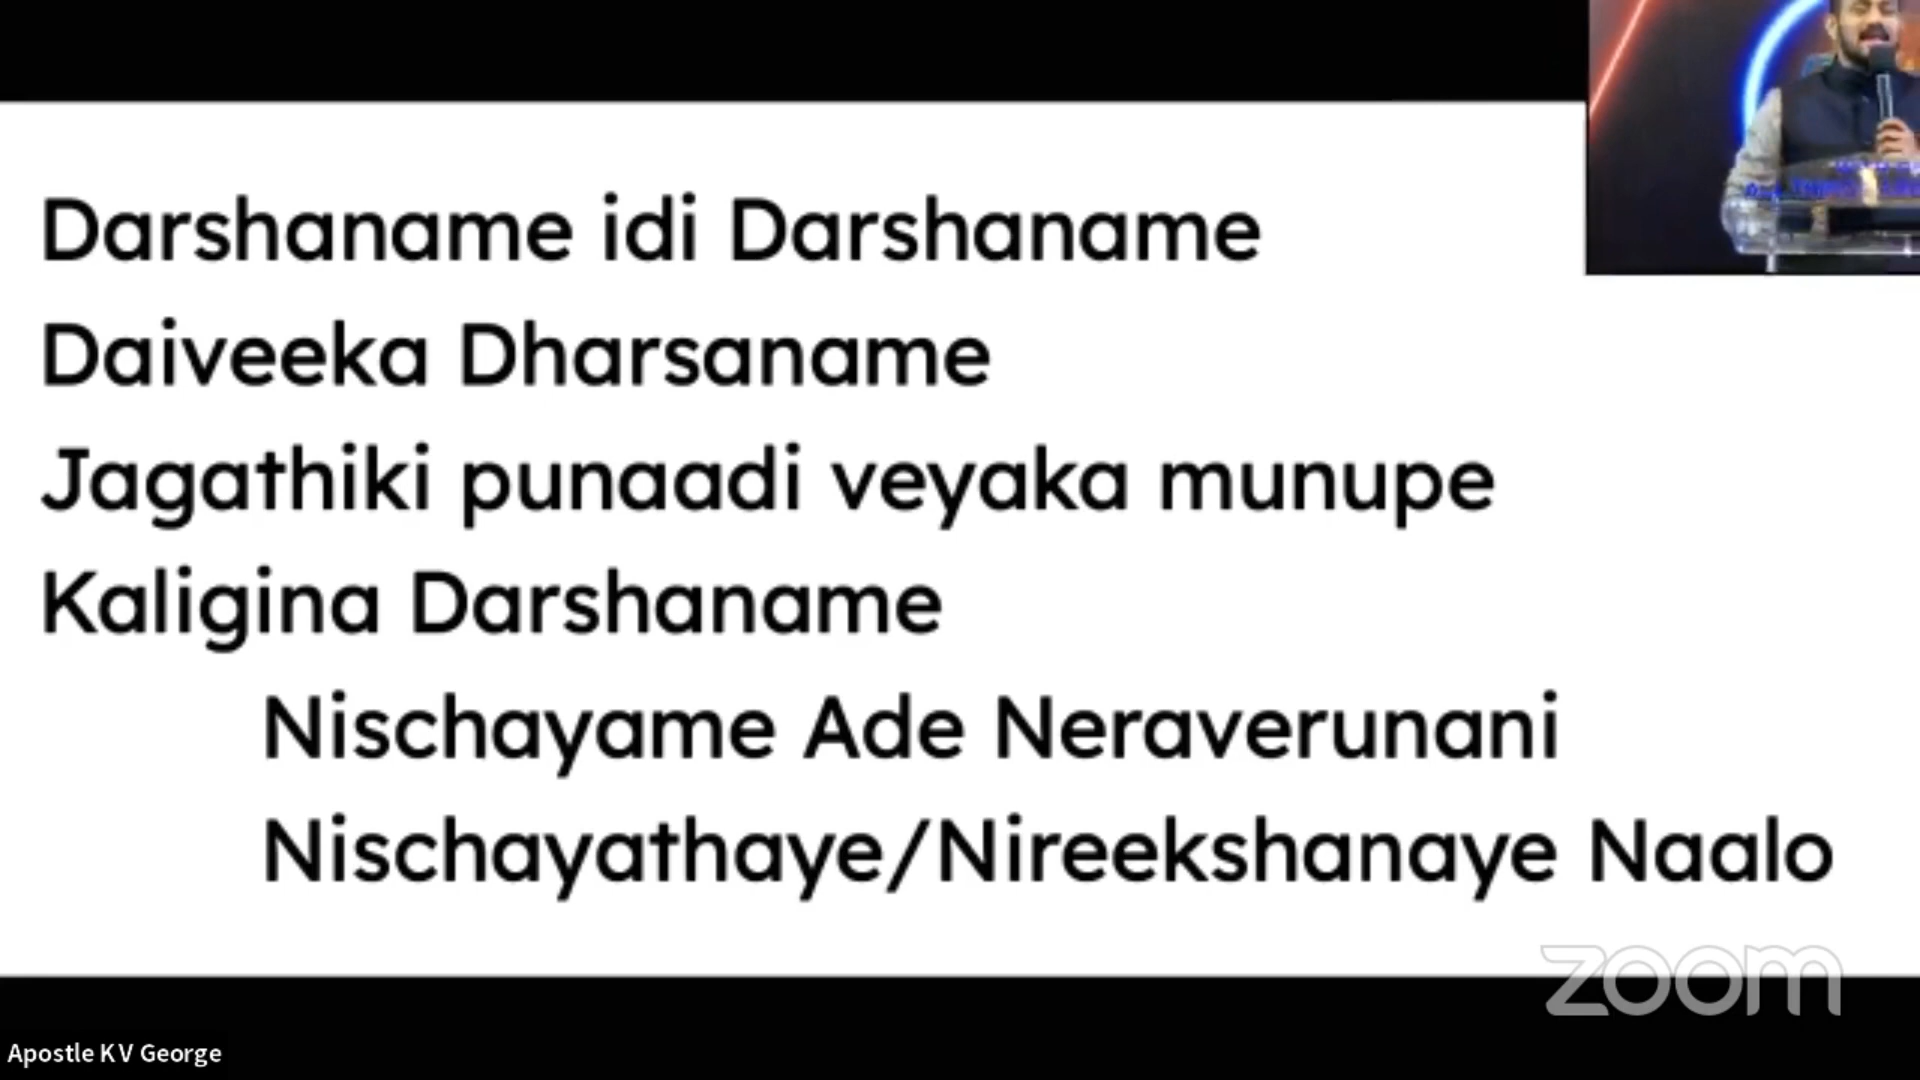 Darshaname idi Darshaname
Daiveeka Dharsaname
Jagathiki punaadi veyaka munupe
Kaligina Darshaname
Nischayame Ade Neraverunani
Nischayathaye/Nireekshanaye Naalo
zoom
Apostle K V George